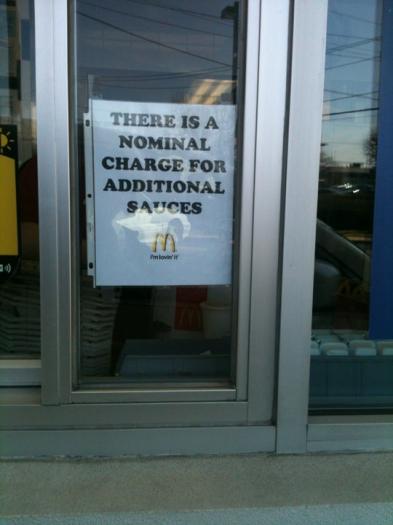 THERE IS A
NOMINAL
CHARGE FOR
ADDITIONAL
SAUCES
M
i'm lovin' it